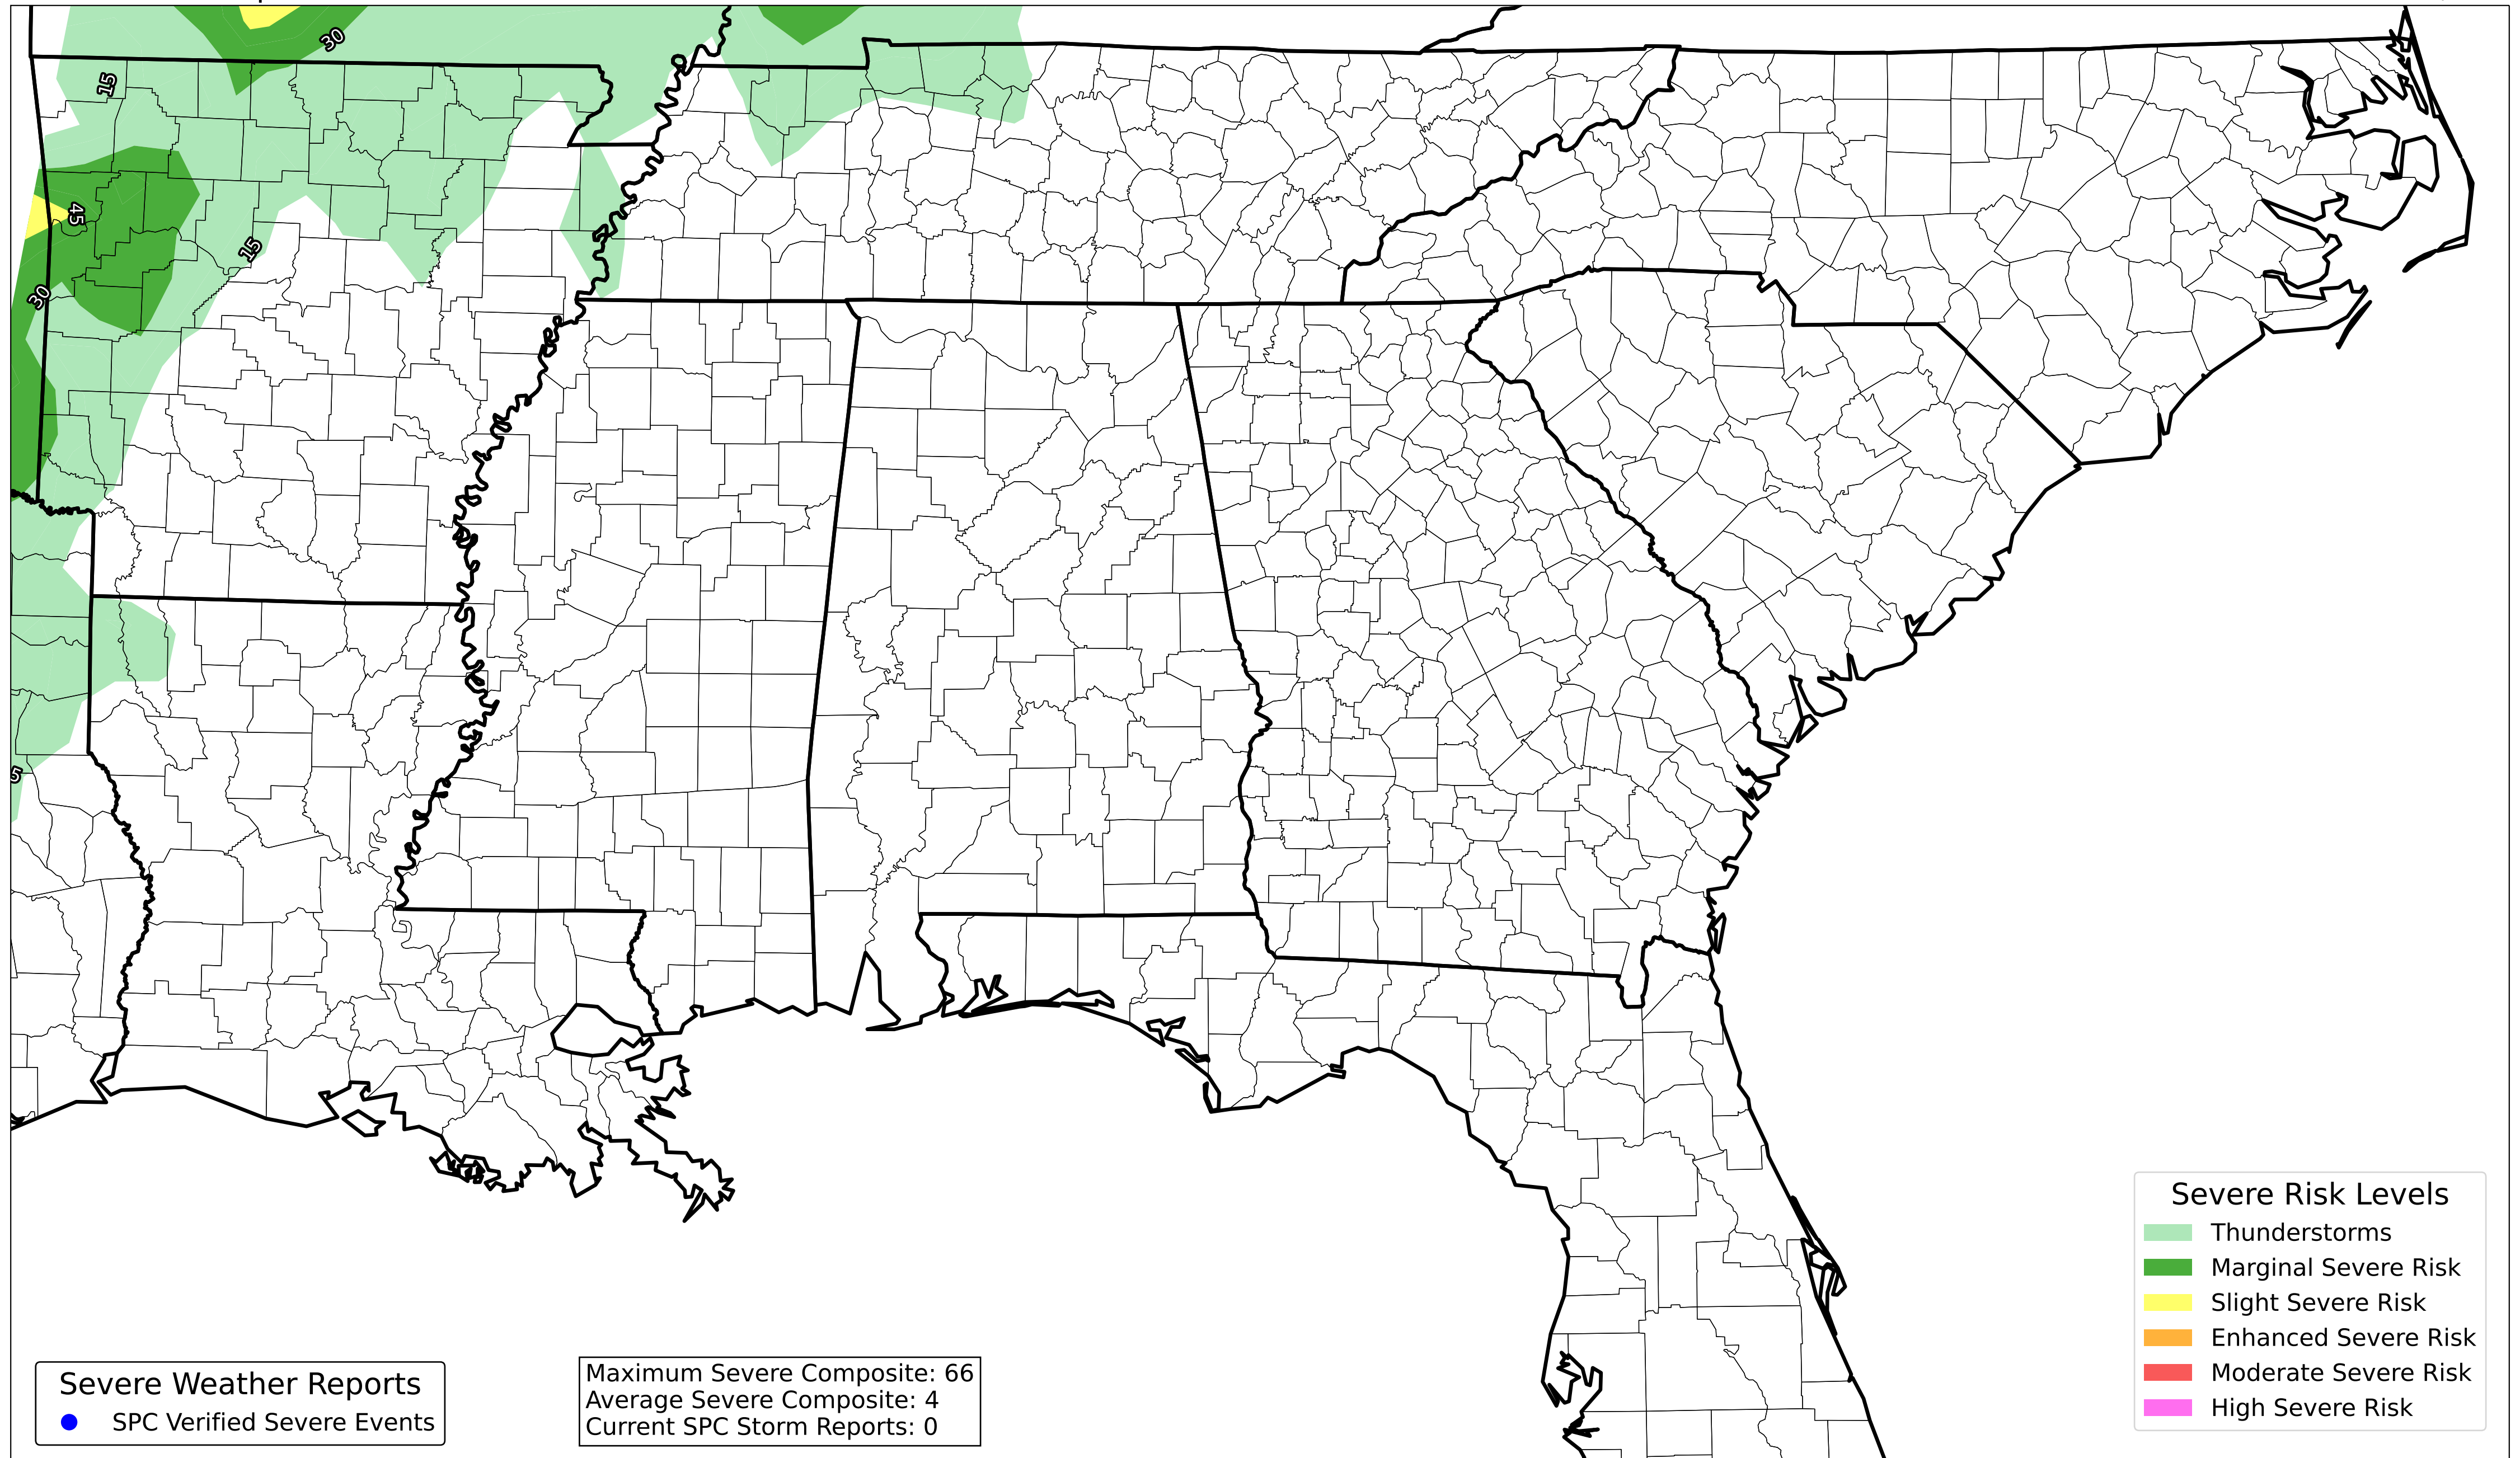 30
15
45
15
30
5
Severe Risk Levels
Thunderstorms
Marginal Severe Risk
Slight Severe Risk
Enhanced Severe Risk
Moderate Severe Risk
High Severe Risk
Severe Weather Reports
SPC Verified Severe Events
Maximum Severe Composite: 66
Average Severe Composite: 4
Current SPC Storm Reports: 0